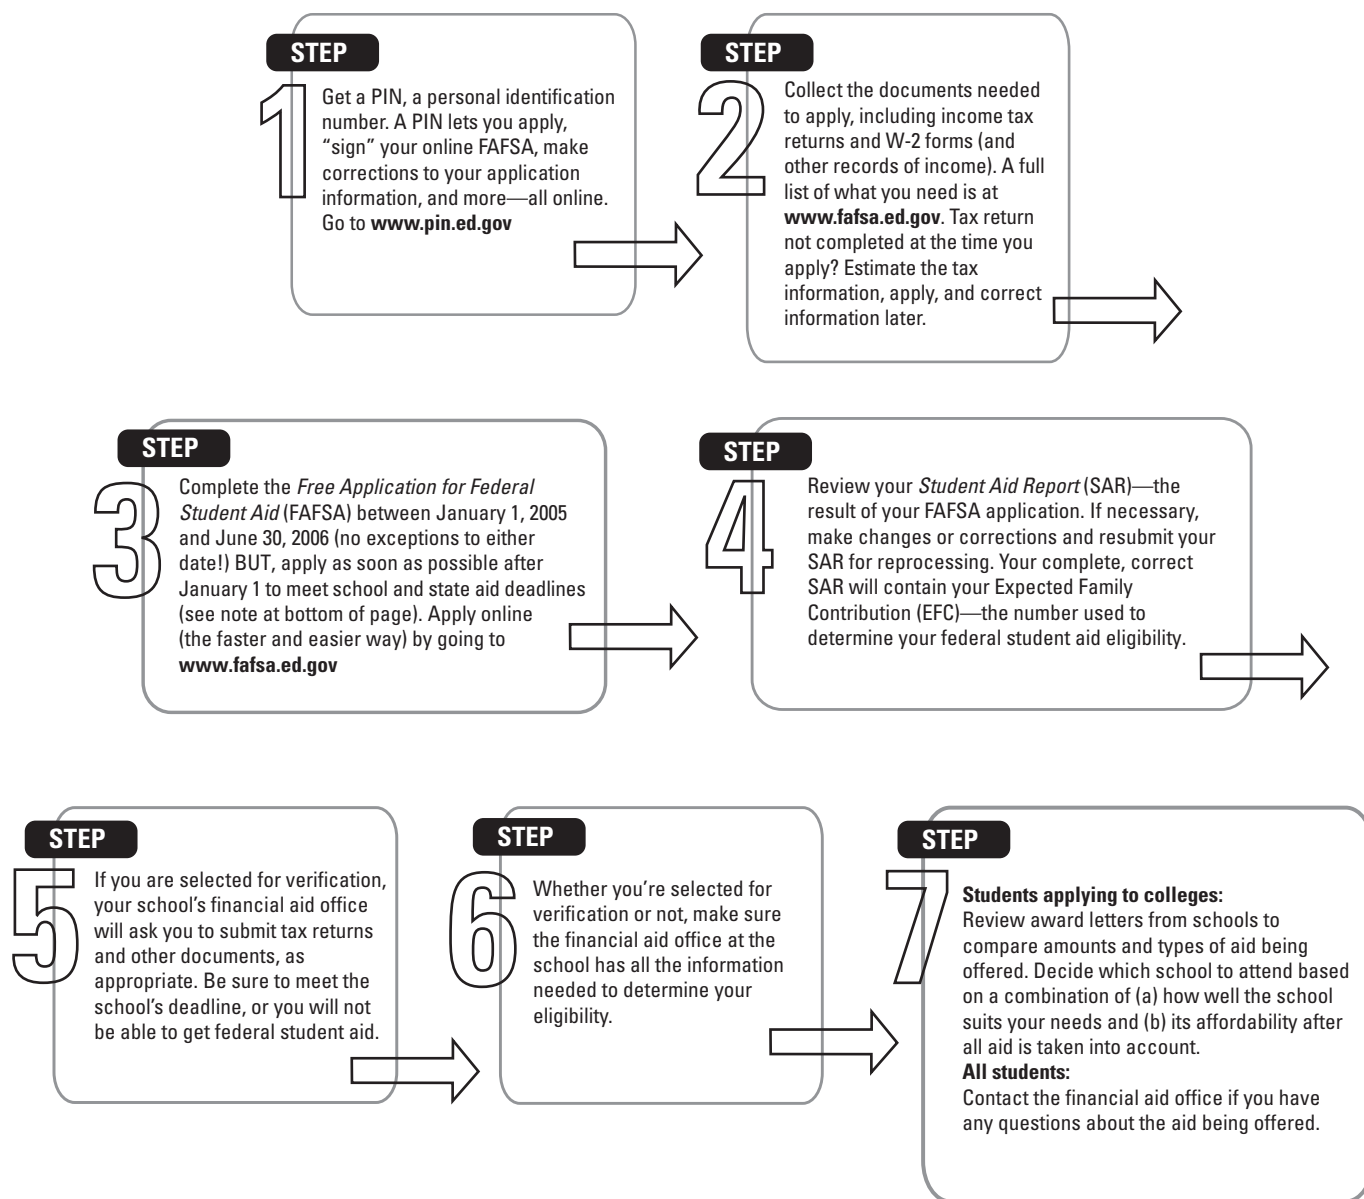 STEP
1
Get a PIN, a personal identification
number. A PIN lets you apply,
“sign” your online FAFSA, make
corrections to your application
information, and more—all online.
Go to www.pin.ed.gov
STEP
2
Collect the documents needed
to apply, including income tax
returns and W-2 forms (and
other records of income). A full
list of what you need is at
www.fafsa.ed.gov. Tax return
not completed at the time you
apply? Estimate the tax
information, apply, and correct
information later.
STEP
3
Complete the Free Application for Federal
Student Aid (FAFSA) between January 1, 2005
and June 30, 2006 (no exceptions to either
date!) BUT, apply as soon as possible after
January 1 to meet school and state aid deadlines
(see note at bottom of page). Apply online
(the faster and easier way) by going to
www.fafsa.ed.gov
STEP
4
Review your Student Aid Report (SAR)—the
result of your FAFSA application. If necessary,
make changes or corrections and resubmit your
SAR for reprocessing. Your complete, correct
SAR will contain your Expected Family
Contribution (EFC)—the number used to
determine your federal student aid eligibility.
STEP
5
If you are selected for verification,
your school’s financial aid office
will ask you to submit tax returns
and other documents, as
appropriate. Be sure to meet the
school’s deadline, or you will not
be able to get federal student aid.
STEP
6
Whether you’re selected for
verification or not, make sure
the financial aid office at the
school has all the information
needed to determine your
eligibility.
STEP
7
Students applying to colleges:
Review award letters from schools to
compare amounts and types of aid being
offered. Decide which school to attend based
on a combination of (a) how well the school
suits your needs and (b) its affordability after
all aid is taken into account.
All students:
Contact the financial aid office if you have
any questions about the aid being offered.